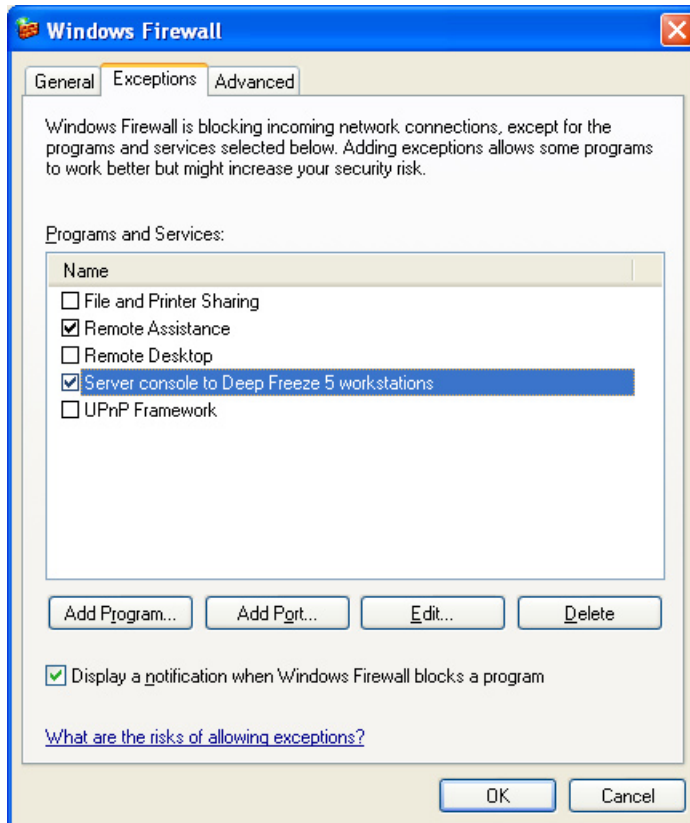 Windows Firewall
General Exceptions Advanced
Windows Firewall is blocking incoming network connections, except for the
programs and services selected below. Adding exceptions allows some programs
to work better but might increase your security risk.
Programs and Services:
Name
File and Printer Sharing
Remote Assistance
Remote Desktop
Server console to Deep Freeze 5 workstations
UPnP Framework
Add Program... Add Port... Edit... Delete
Display a notification when Windows Firewall blocks a program
What are the risks of allowing exceptions?
OK Cancel